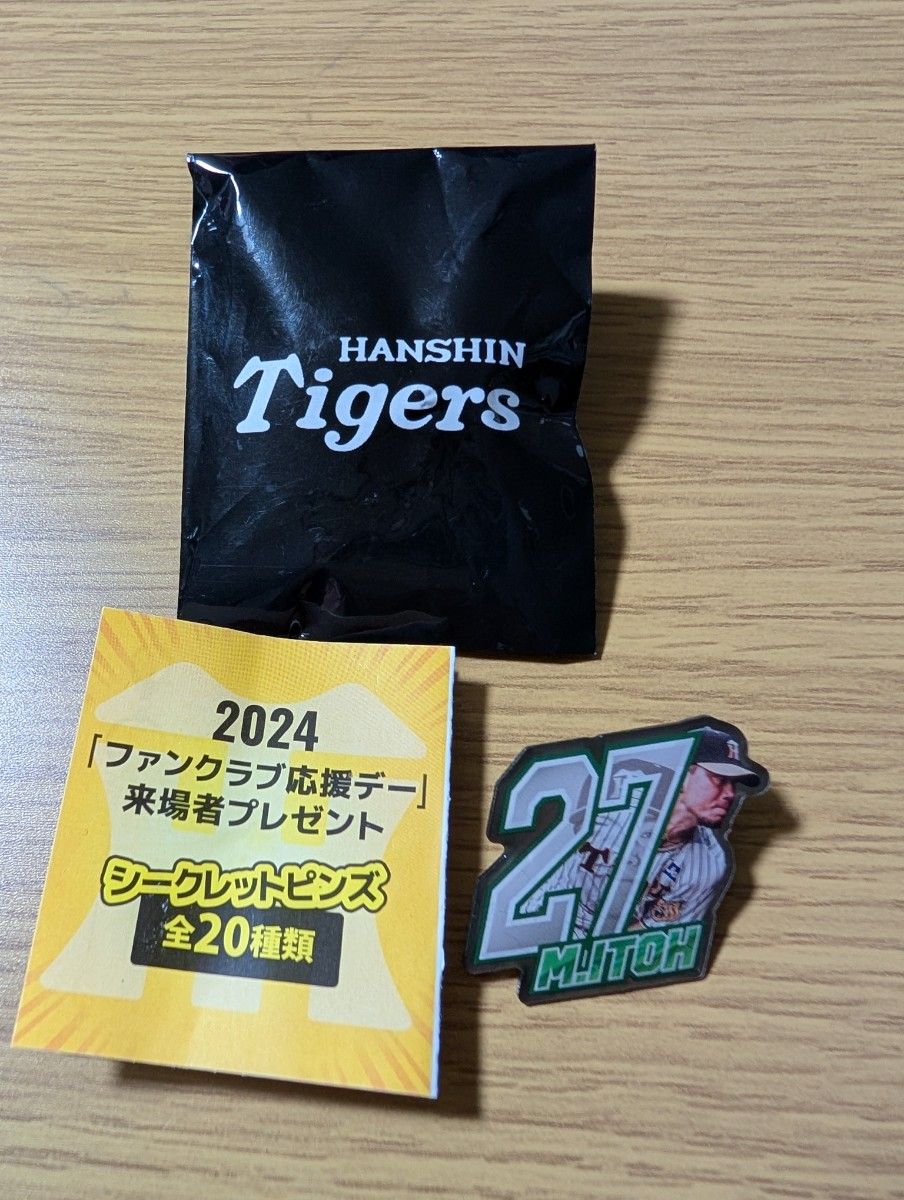 HANSHIN
Tigers
2024
「ファンクラブ応援デー」
来場者プレゼント
シークレットピンズ
全20種類
27
M.ITOH